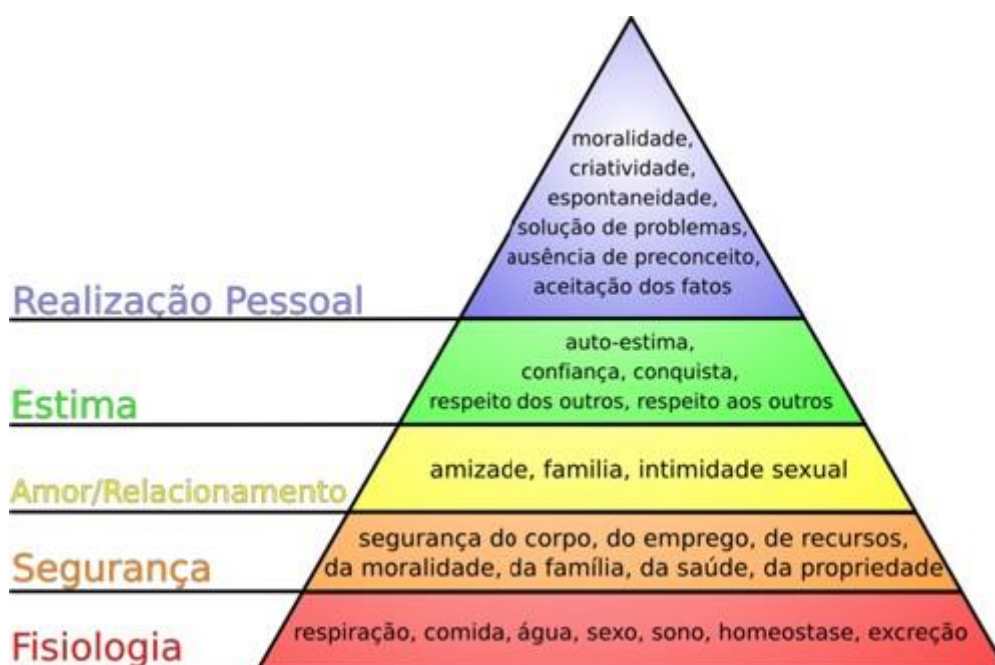 moralidade,
criatividade,
espontaneidade,
solução de problemas,
ausência de preconceito,
aceitação dos fatos
Realização Pessoal
auto-estima,
confiança, conquista,
respeito dos outros, respeito aos outros
Estima
amizade, familia, intimidade sexual
Amor/Relacionamento
segurança do corpo, do emprego, de recursos,
da moralidade, da família, da saúde, da propriedade
Segurança
respiração, comida, água, sexo, sono, homeostase, excreção
Fisiologia